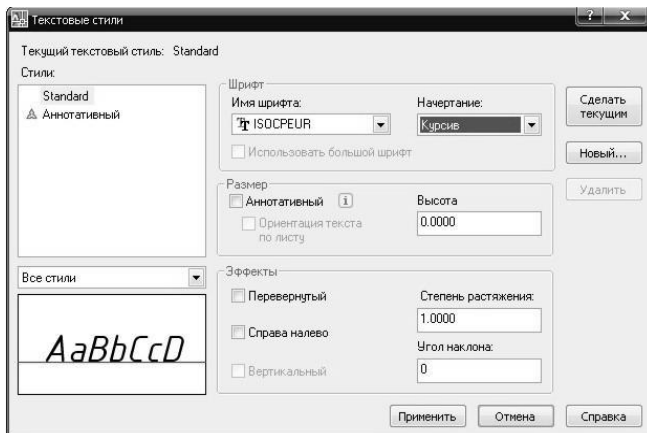 Текстовые стили
Текущий текстовый стиль: Standard
Стили:
Standard
Аннотативный
Все стили
AaBbCcD
Шрифт
Имя шрифта:
ISOCPEUR
Начертание:
Курсив
Использовать большой шрифт
Размер
Аннотативный
Ориентация текста
по листу
Высота
0.0000
Эффекты
Перевернутый
Справа налево
Вертикальный
Степень растяжения:
1.0000
Угол наклона:
0
Сделать
текущим
Новый...
Удалить
Применить
Отмена
Справка